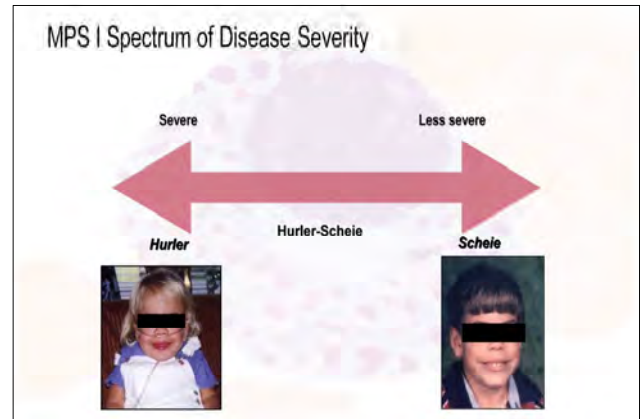 MPS I Spectrum of Disease Severity
Severe
Less severe
Hurler-Scheie
Hurler
Scheie